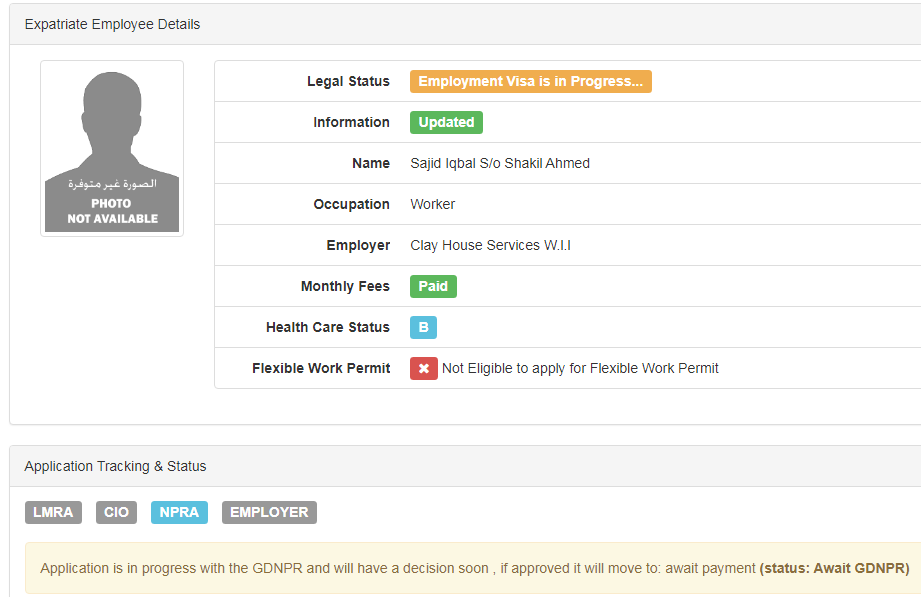 Expatriate Employee Details
الصورة غير متوفرة
PHOTO
NOT AVAILABLE
Legal Status Employment Visa is in Progress...
Information Updated
Name Sajid Iqbal S/o Shakil Ahmed
Occupation Worker
Employer Clay House Services W.l.l
Monthly Fees Paid
Health Care Status B
Flexible Work Permit ✖ Not Eligible to apply for Flexible Work Permit
Application Tracking & Status
LMRA CIO NPRA EMPLOYER
Application is in progress with the GDNPR and will have a decision soon , if approved it will move to: await payment (status: Await GDNPR)